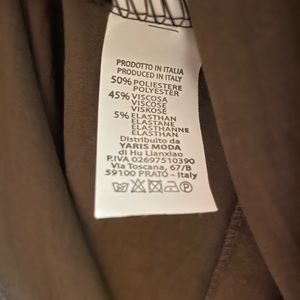 PRODOTTO IN ITALIA
PRODUCED IN ITALY
50% POLIESTERE
POLYESTER
45% VISCOSA
VISCOSE
VISKOSE
5% ELASTHAN
ELASTANE
ELASTHANNE
ELASTHAN
Distribuito da
YARIS MODA
di Hu Lianxiao
P.IVA 02697510390
Via Toscana, 67/B
59100 PRATO - Italy